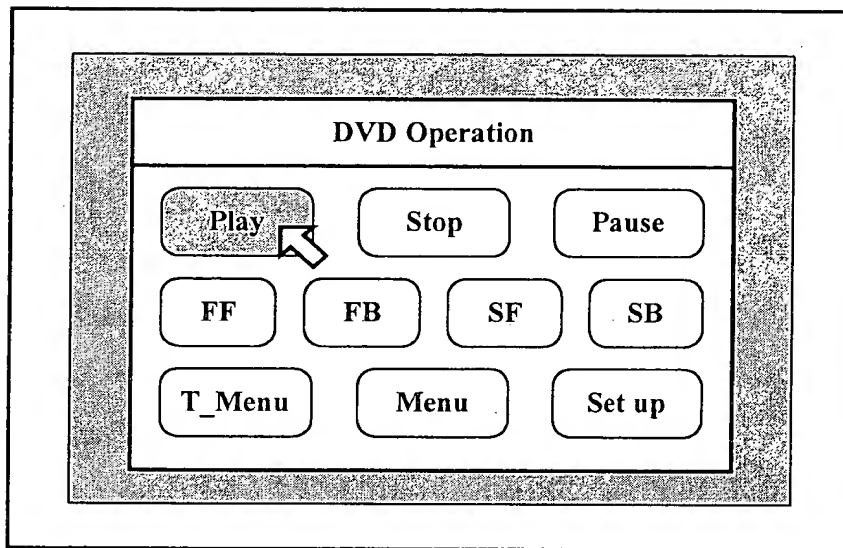 DVD Operation
Play Stop Pause
FF FB SF SB
T_Menu Menu Set up